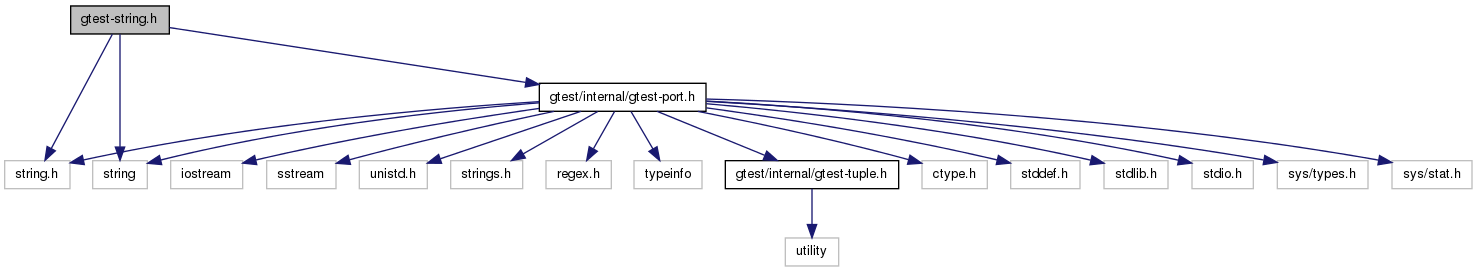 gtest-string.h
gtest/internal/gtest-port.h
string.h
string
iostream
sstream
unistd.h
strings.h
regex.h
typeinfo
gtest/internal/gtest-tuple.h
ctype.h
stddef.h
stdlib.h
stdio.h
sys/types.h
sys/stat.h
utility